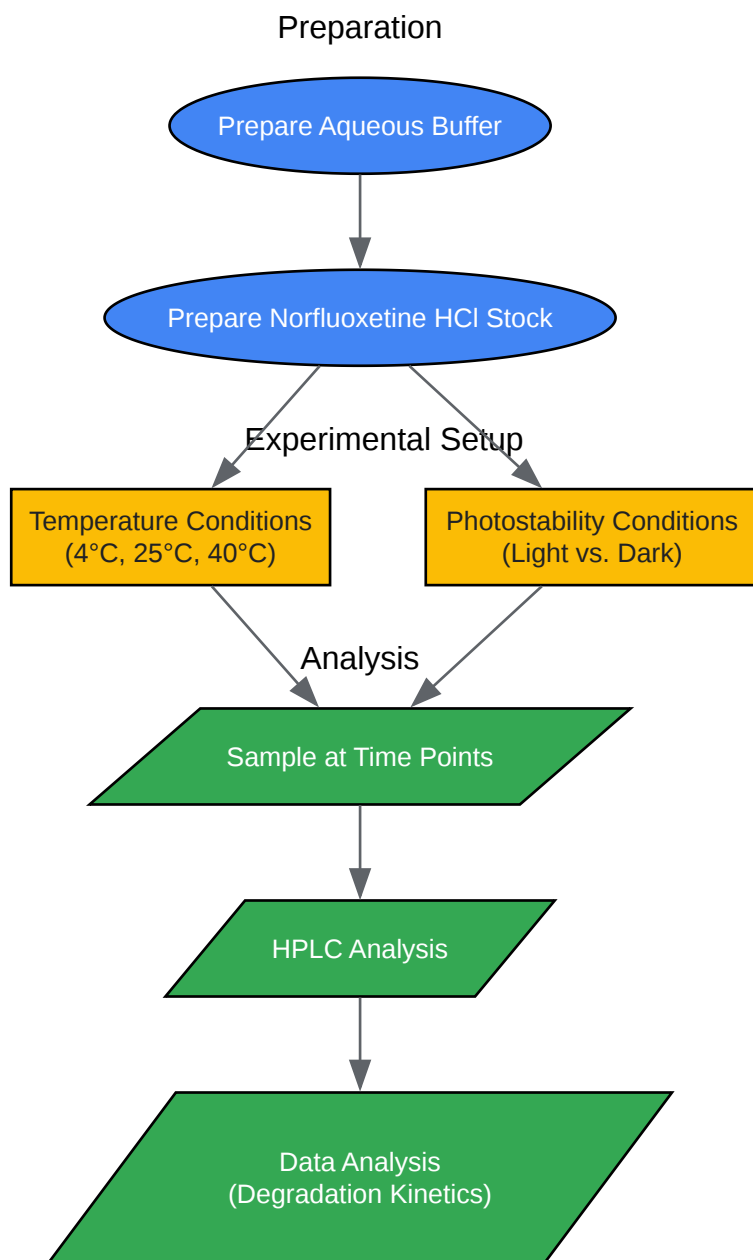 Preparation
Prepare Aqueous Buffer
Prepare Norfluoxetine HCl Stock
Experimental Setup
Temperature Conditions
(4°C, 25°C, 40°C)
Photostability Conditions
(Light vs. Dark)
Analysis
Sample at Time Points
HPLC Analysis
Data Analysis
(Degradation Kinetics)